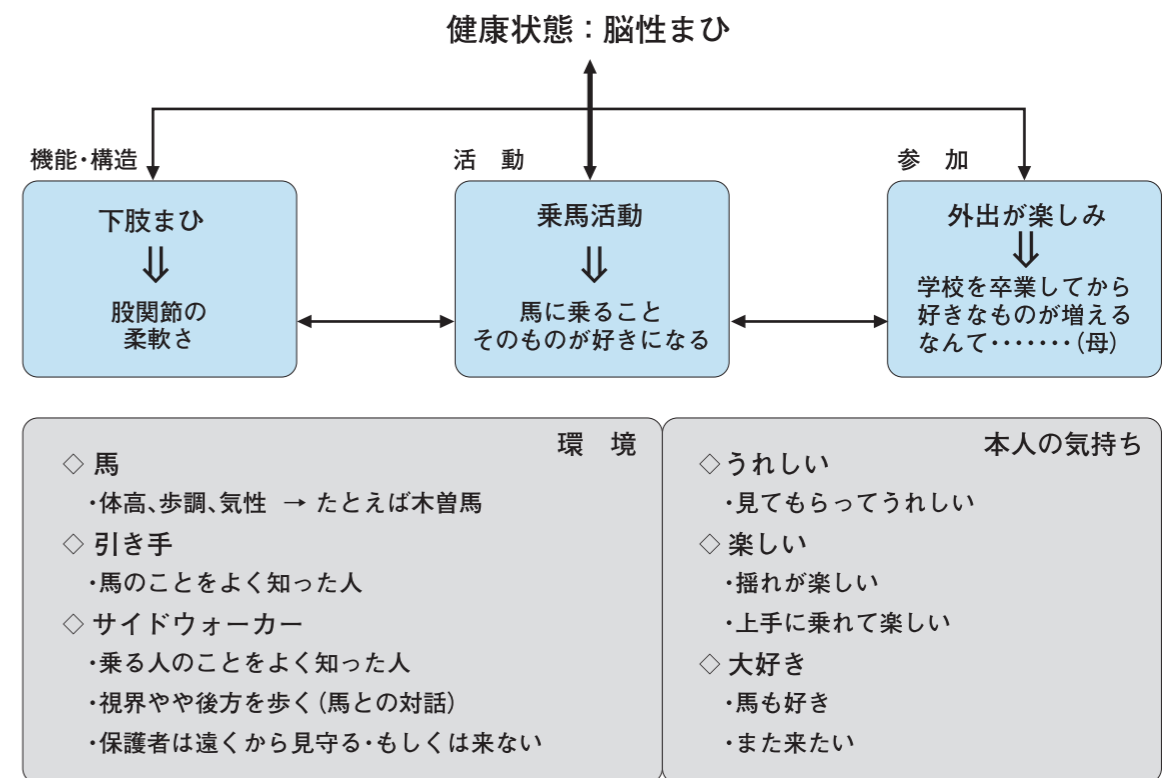 健康状態：脳性まひ
機能・構造
下肢まひ
⇓
股関節の
柔軟さ
活　動
乗馬活動
⇓
馬に乗ること
そのものが好きになる
参　加
外出が楽しみ
⇓
学校を卒業してから
好きなものが増える
なんて・・・・・・・（母）
環　境
◇ 馬
・体高、歩調、気性 → たとえば木曽馬
◇ 引き手
・馬のことをよく知った人
◇ サイドウォーカー
・乗る人のことをよく知った人
・視界やや後方を歩く（馬との対話）
・保護者は遠くから見守る・もしくは来ない
本人の気持ち
◇ うれしい
・見てもらってうれしい
◇ 楽しい
・揺れが楽しい
・上手に乗れて楽しい
◇ 大好き
・馬も好き
・また来たい